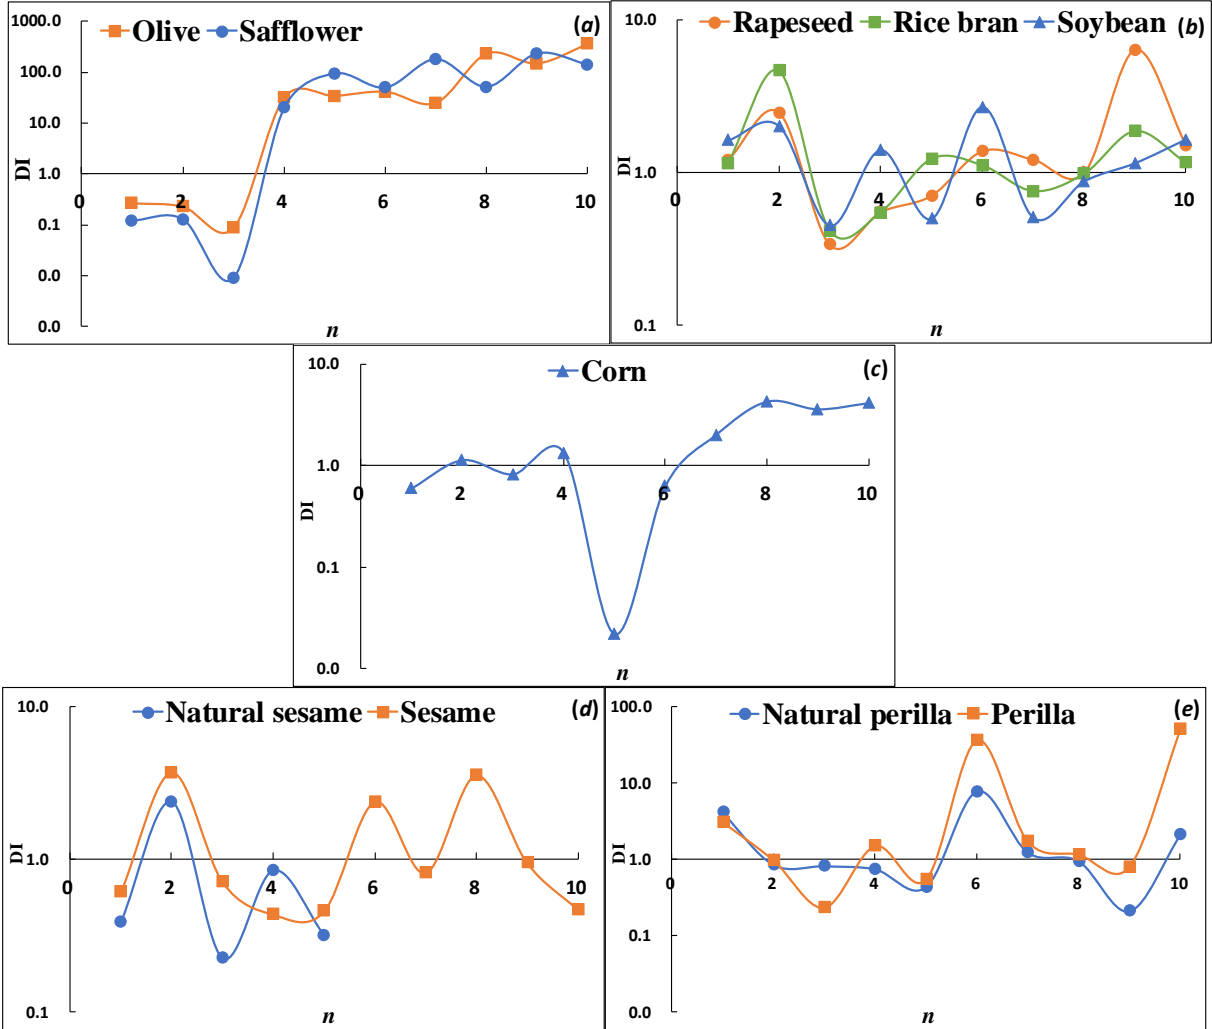 Olive Safflower (a)
1000.0
100.0
10.0
1.0
0.1
0.0
0.0
DI
0 2 4 6 8 10
n
Rapeseed Rice bran Soybean (b)
10.0
1.0
0.1
DI
0 2 4 6 8 10
n
Corn (c)
10.0
1.0
0.1
0.0
DI
0 2 4 6 8 10
n
Natural sesame Sesame (d)
10.0
1.0
0.1
DI
0 2 4 6 8 10
n
Natural perilla Perilla (e)
100.0
10.0
1.0
0.1
0.0
DI
0 2 4 6 8 10
n